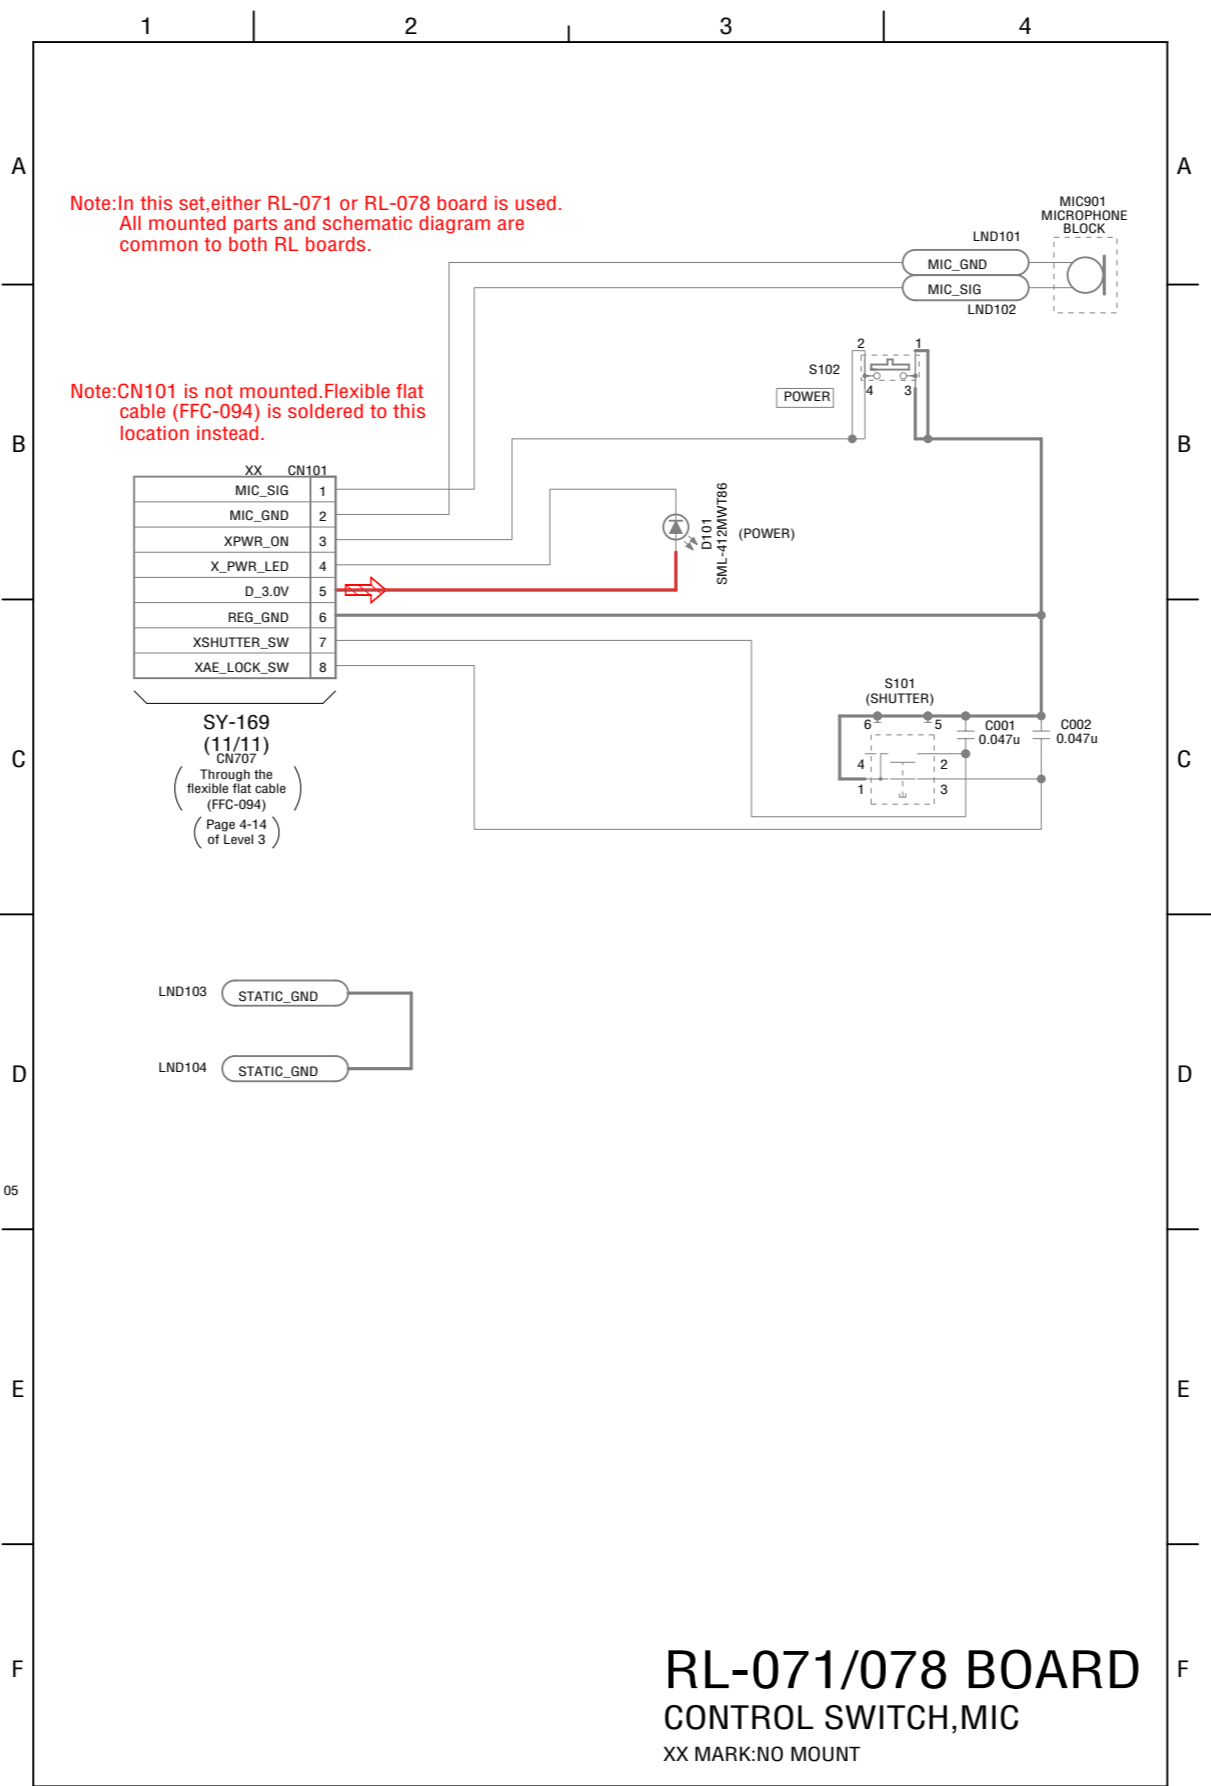 1 2 3 4
A A
Note:In this set,either RL-071 or RL-078 board is used.
All mounted parts and schematic diagram are
common to both RL boards.
MIC901
MICROPHONE
BLOCK
LND101
MIC_GND
MIC_SIG
LND102
2 1
S102
4 3
POWER
Note:CN101 is not mounted.Flexible flat
cable (FFC-094) is soldered to this
location instead.
B B
XX CN101
MIC_SIG 1
MIC_GND 2
XPWR_ON 3
X_PWR_LED 4
D_3.0V 5
REG_GND 6
XSHUTTER_SW 7
XAE_LOCK_SW 8
D101
SML-412MWT86
(POWER)
S101
(SHUTTER)
6 5
C001
0.047u
C002
0.047u
4 2
1 3
SY-169
(11/11)
CN707
Through the
flexible flat cable
(FFC-094)
Page 4-14
of Level 3
C C
LND103 STATIC_GND
LND104 STATIC_GND
D D
05
E E
F F
RL-071/078 BOARD
CONTROL SWITCH,MIC
XX MARK:NO MOUNT